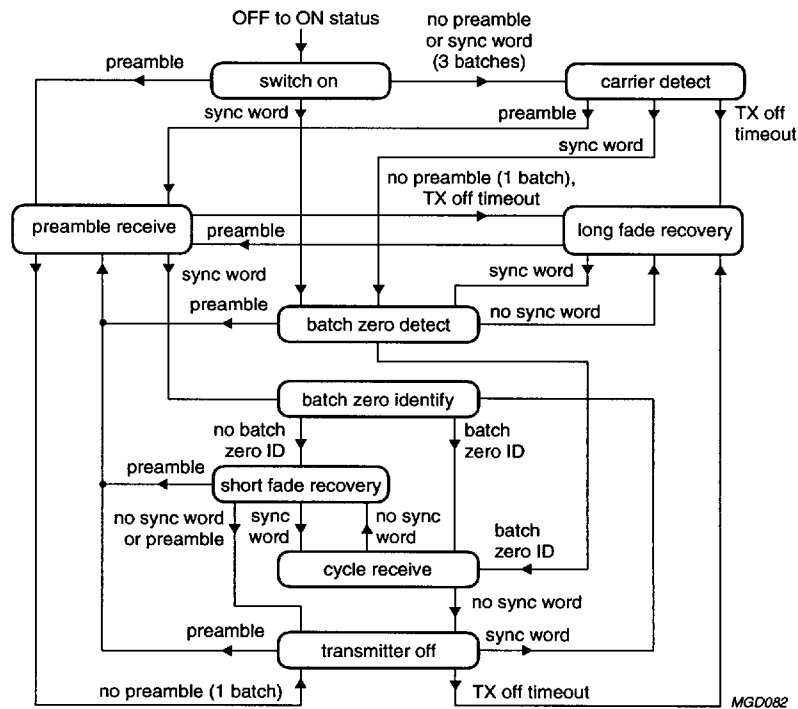 OFF to ON status
no preamble
or sync word
(3 batches)
preamble
switch on
carrier detect
sync word
preamble
TX off
timeout
sync word
no preamble (1 batch),
TX off timeout
preamble receive
preamble
long fade recovery
sync word
sync word
preamble
batch zero detect
no sync word
batch zero identify
no batch
zero ID
batch
zero ID
preamble
short fade recovery
no sync word
or preamble
sync
word
no sync
word
batch
zero ID
cycle receive
no sync word
preamble
transmitter off
sync word
no preamble (1 batch)
TX off timeout
MGD082